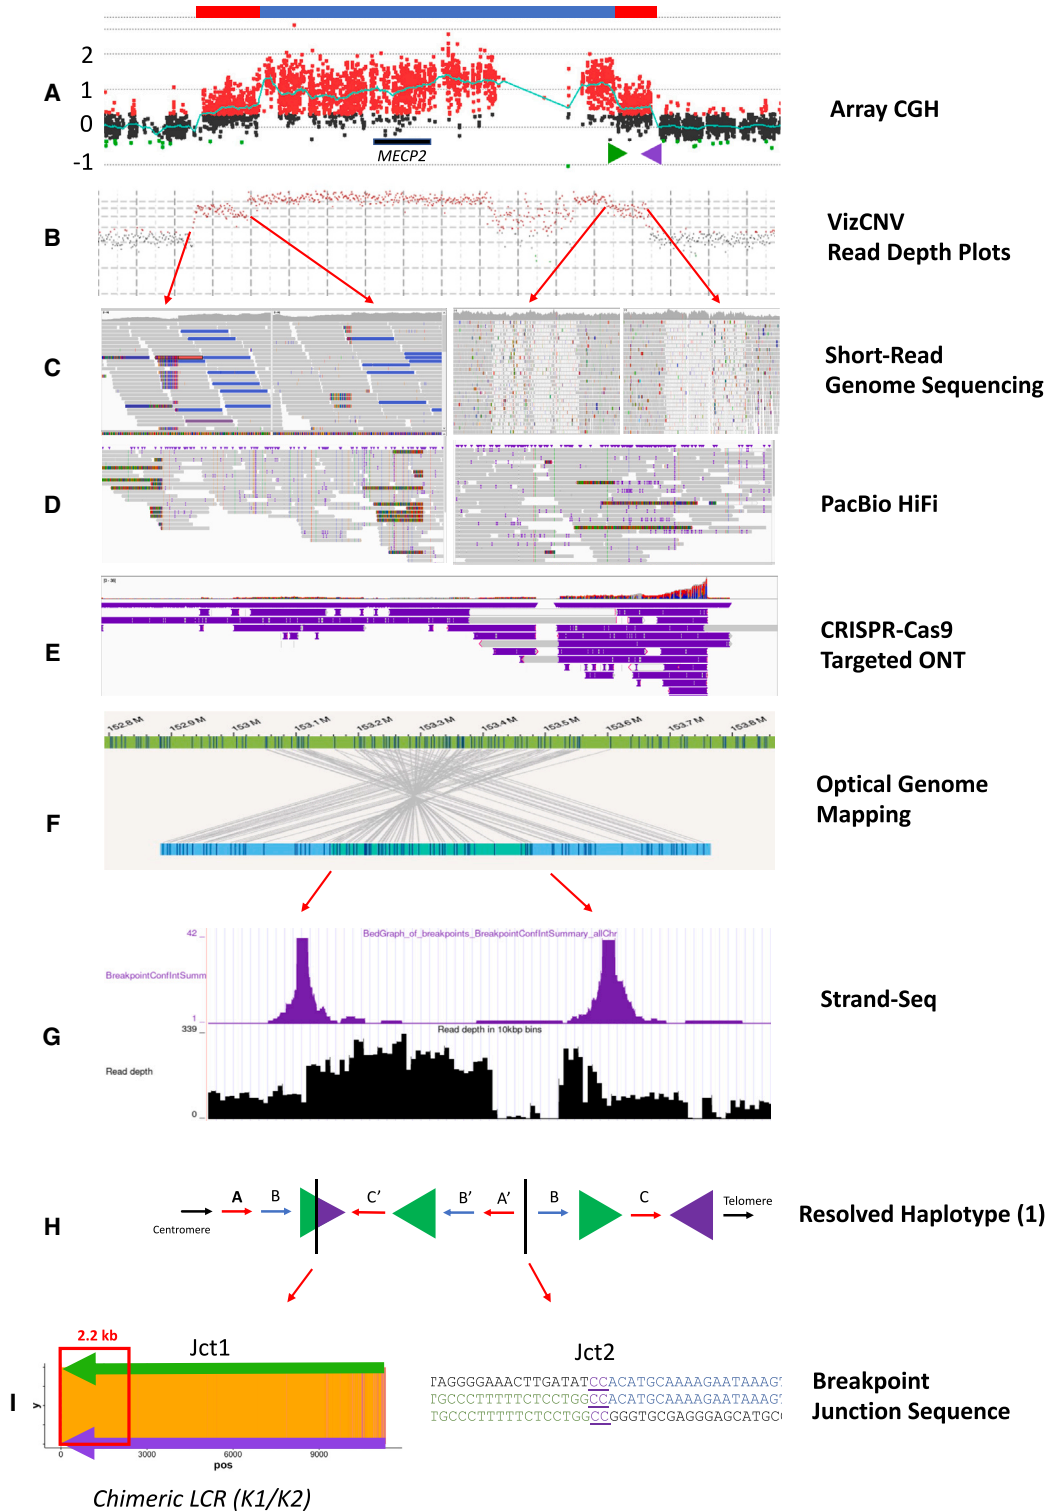 2
1
0
-1
A
MECP2
Array CGH
B
VizCNV
Read Depth Plots
C
Short-Read
Genome Sequencing
D
PacBio HiFi
E
CRISPR-Cas9
Targeted ONT
152.8 M
152.9 M
153 M
153.1 M
153.2 M
153.3 M
153.4 M
153.5 M
153.6 M
153.7 M
153.8 M
F
Optical Genome
Mapping
42
BedGraph_of_breakpoints_BreakpointConfIntSummary_allChr
BreakpointConfIntSumm
1
Strand-Seq
G
339
Read depth in 10kbp bins
Read depth
0
H
Centromere
A
B
C'
B'
A'
B
C
Telomere
Resolved Haplotype (1)
I
2.2 kb
Jct1
y
0
3000
6000
9000
pos
Chimeric LCR (K1/K2)
Jct2
TAGGGGAAACTTGATATCCACATGCAAAAGAATAAAGT
TGCCCTTTTTCTCCTGGCCACATGCAAAAGAATAAAGT
TGCCCTTTTTCTCCTGGCCGGGTGCGAGGGAGCATGC
Breakpoint
Junction Sequence